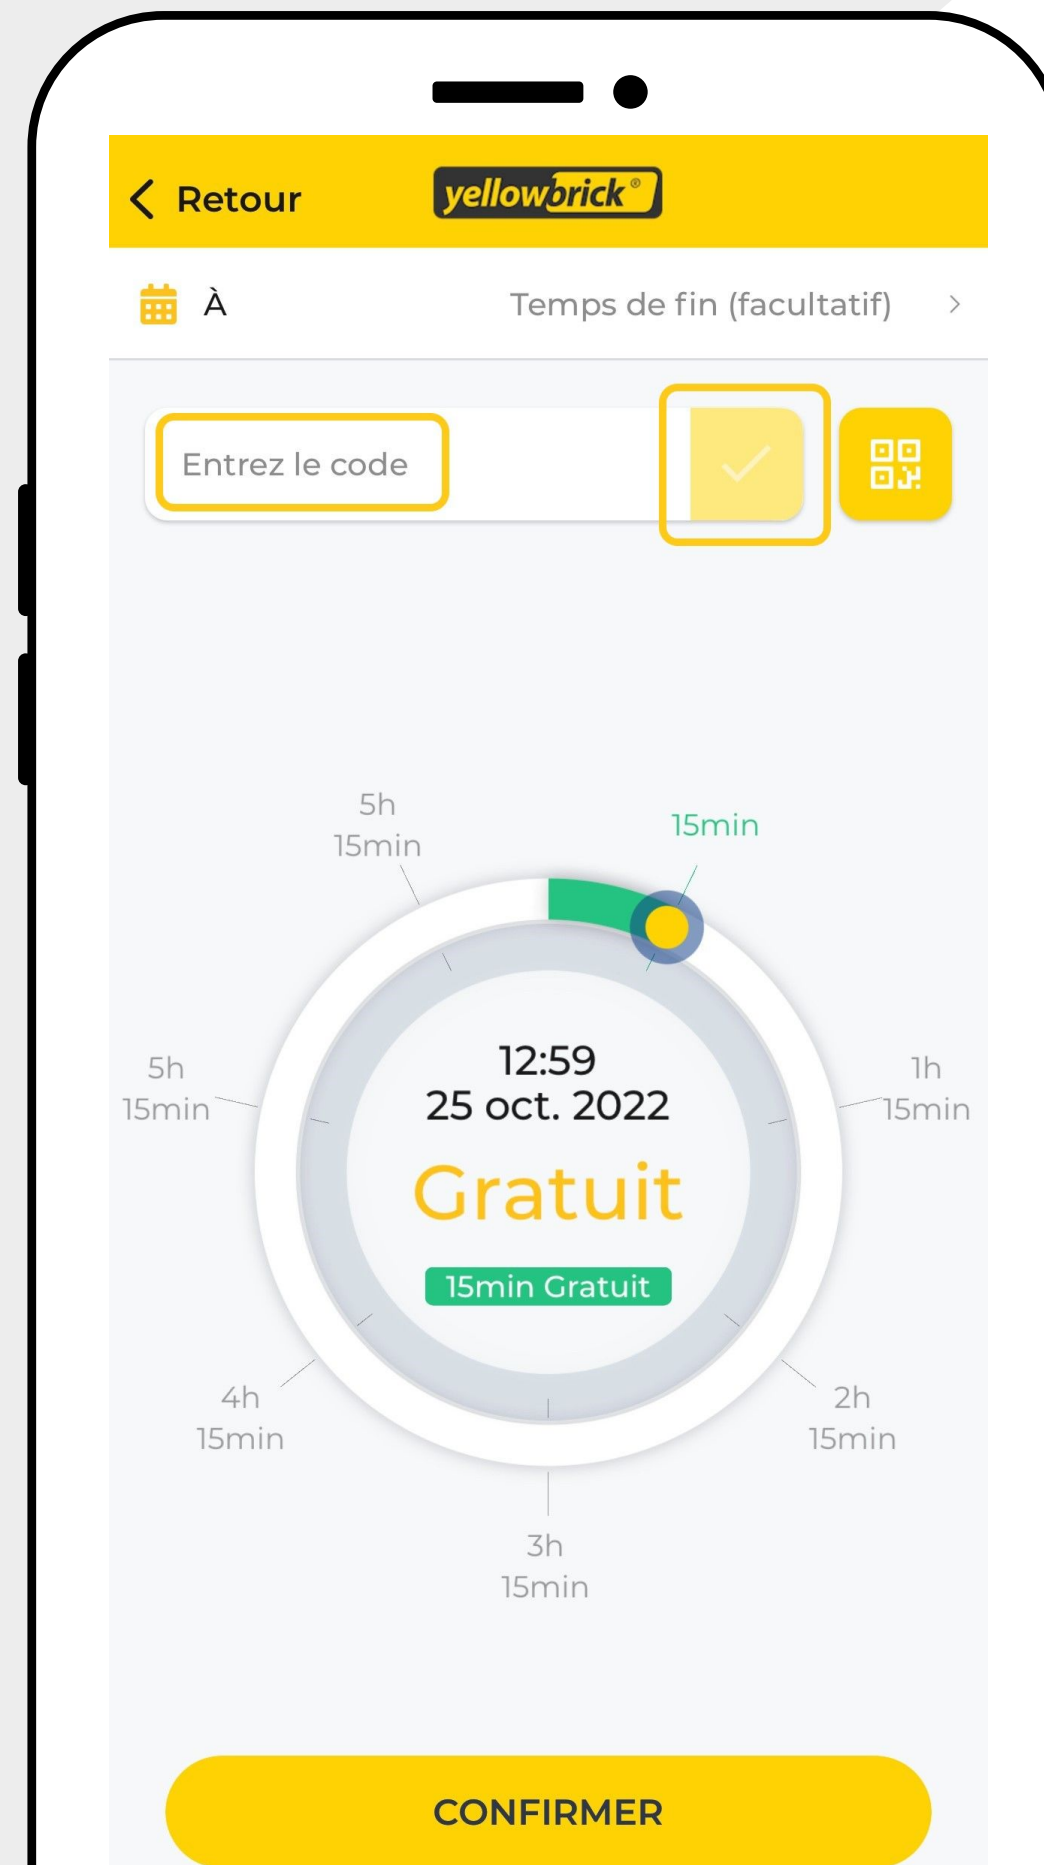 Retour
yellowbrick®
À
Temps de fin (facultatif)
Entrez le code
5h
15min
15min
5h
15min
1h
15min
12:59
25 oct. 2022
Gratuit
15min Gratuit
4h
15min
2h
15min
3h
15min
CONFIRMER